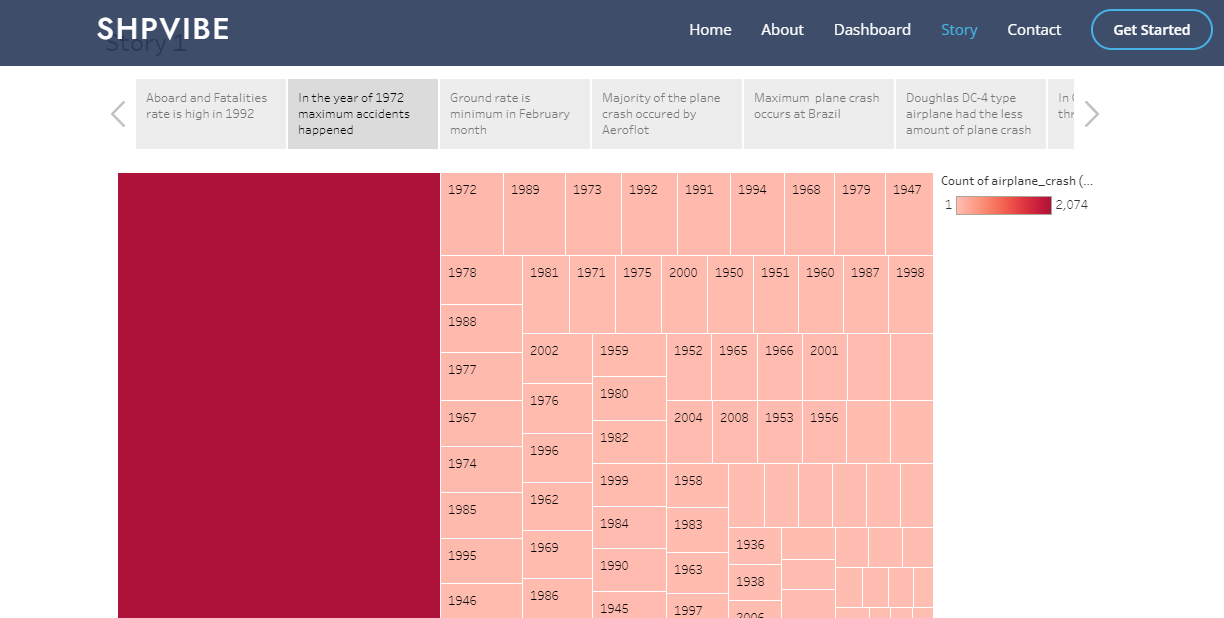 SHPVIBE
Story 1
Home
About
Dashboard
Story
Contact
Get Started
Aboard and Fatalities
rate is high in 1992
In the year of 1972
maximum accidents
happened
Ground rate is
minimum in February
month
Majority of the plane
crash occured by
Aeroflot
Maximum plane crash
occurs at Brazil
Doughlas DC-4 type
airplane had the less
amount of plane crash
In
thr
Count of airplane_crash (...
1
2,074
1972 1989 1973 1992 1991 1994 1968 1979 1947
1978 1981 1971 1975 2000 1950 1951 1960 1987 1998
1988
2002 1959 1952 1965 1966 2001
1977
1976 1980
1967 2004 2008 1953 1956
1982
1974 1996
1999 1958
1985 1962
1984 1983
1995 1969 1936
1990 1963
1938
1946 1986
1945 1997 2006